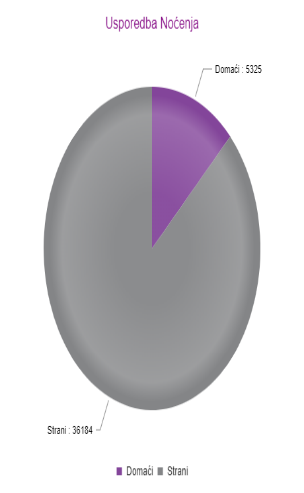 Usporedba Noćenja
Domaći : 5325
Strani : 36184
Domaći Strani